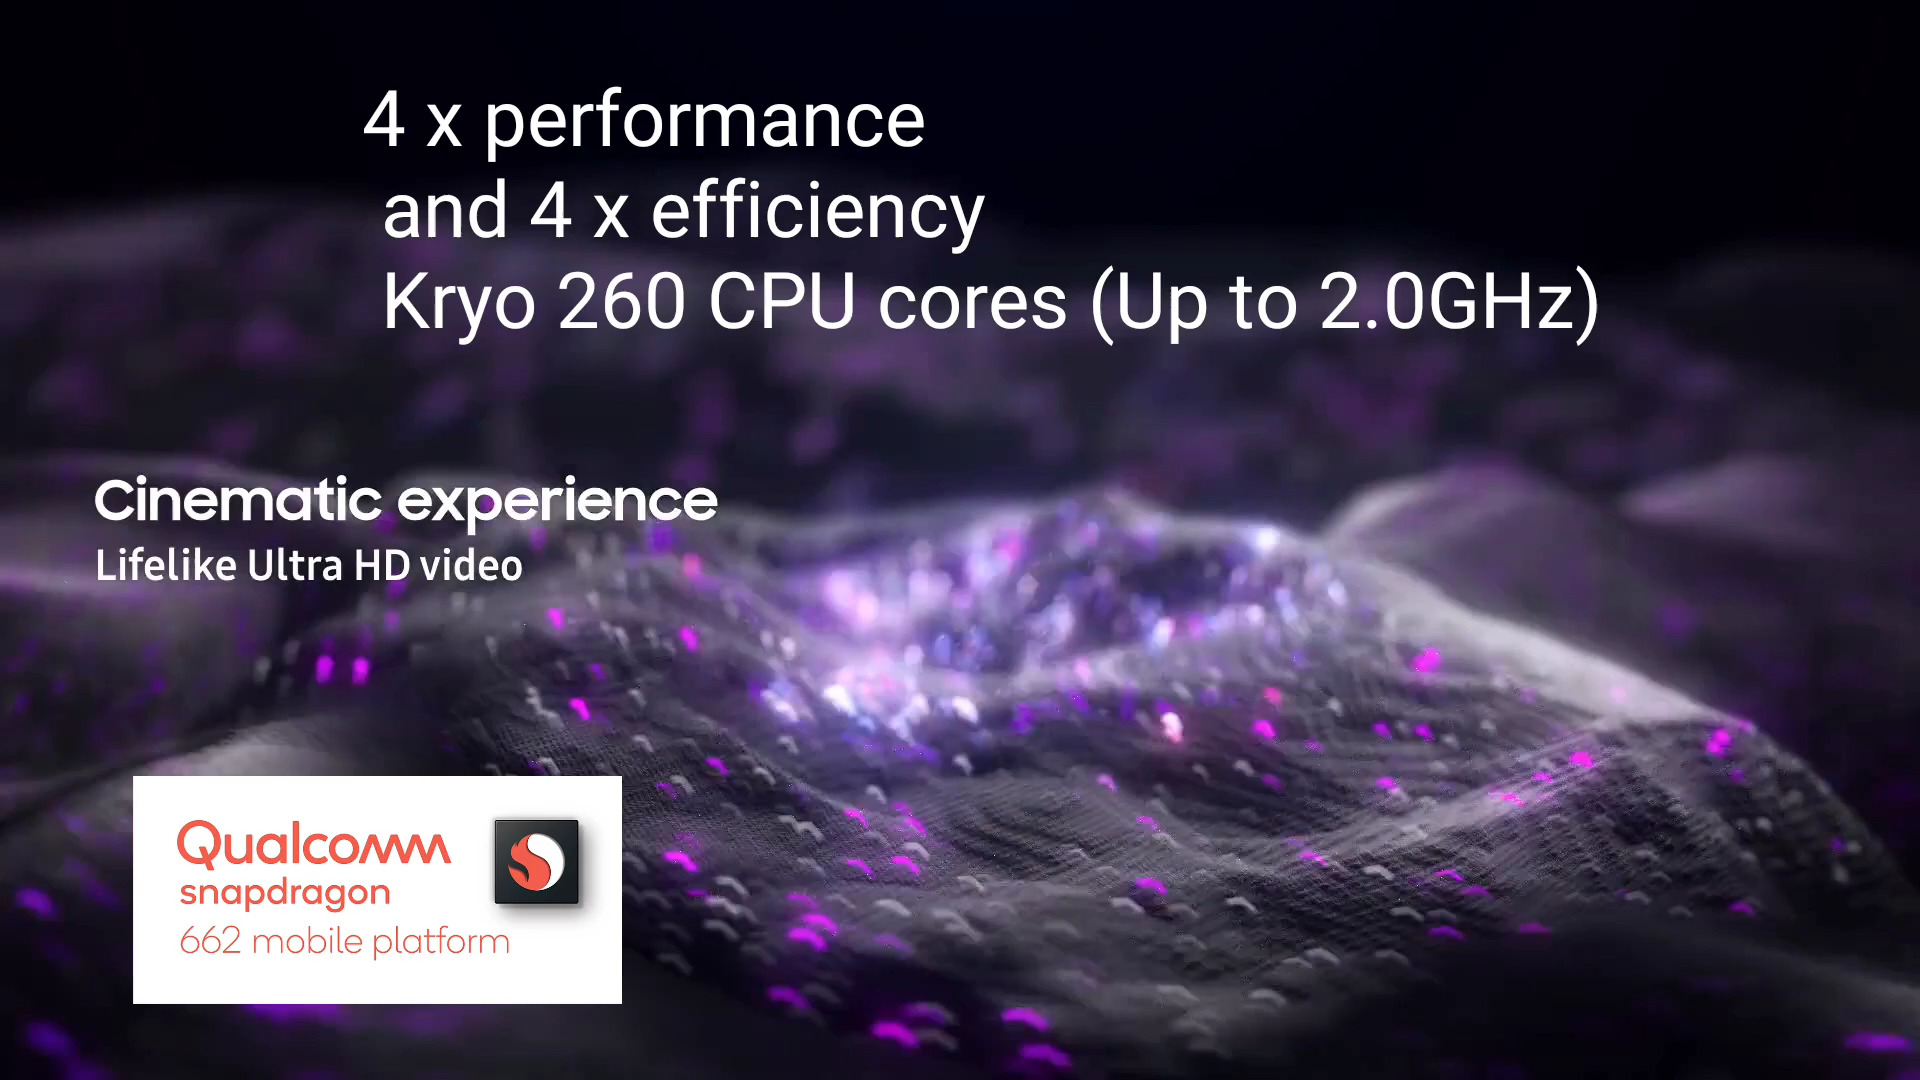 4 x performance
and 4 x efficiency
Kryo 260 CPU cores (Up to 2.0GHz)
Cinematic experience
Lifelike Ultra HD video
Qualcomm
snapdragon
662 mobile platform